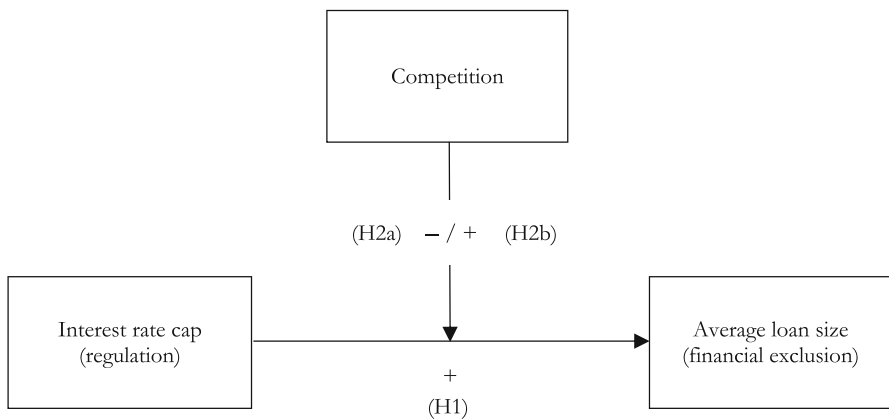 Competition
(H2a) – / + (H2b)
Interest rate cap
(regulation)
Average loan size
(financial exclusion)
+
(H1)